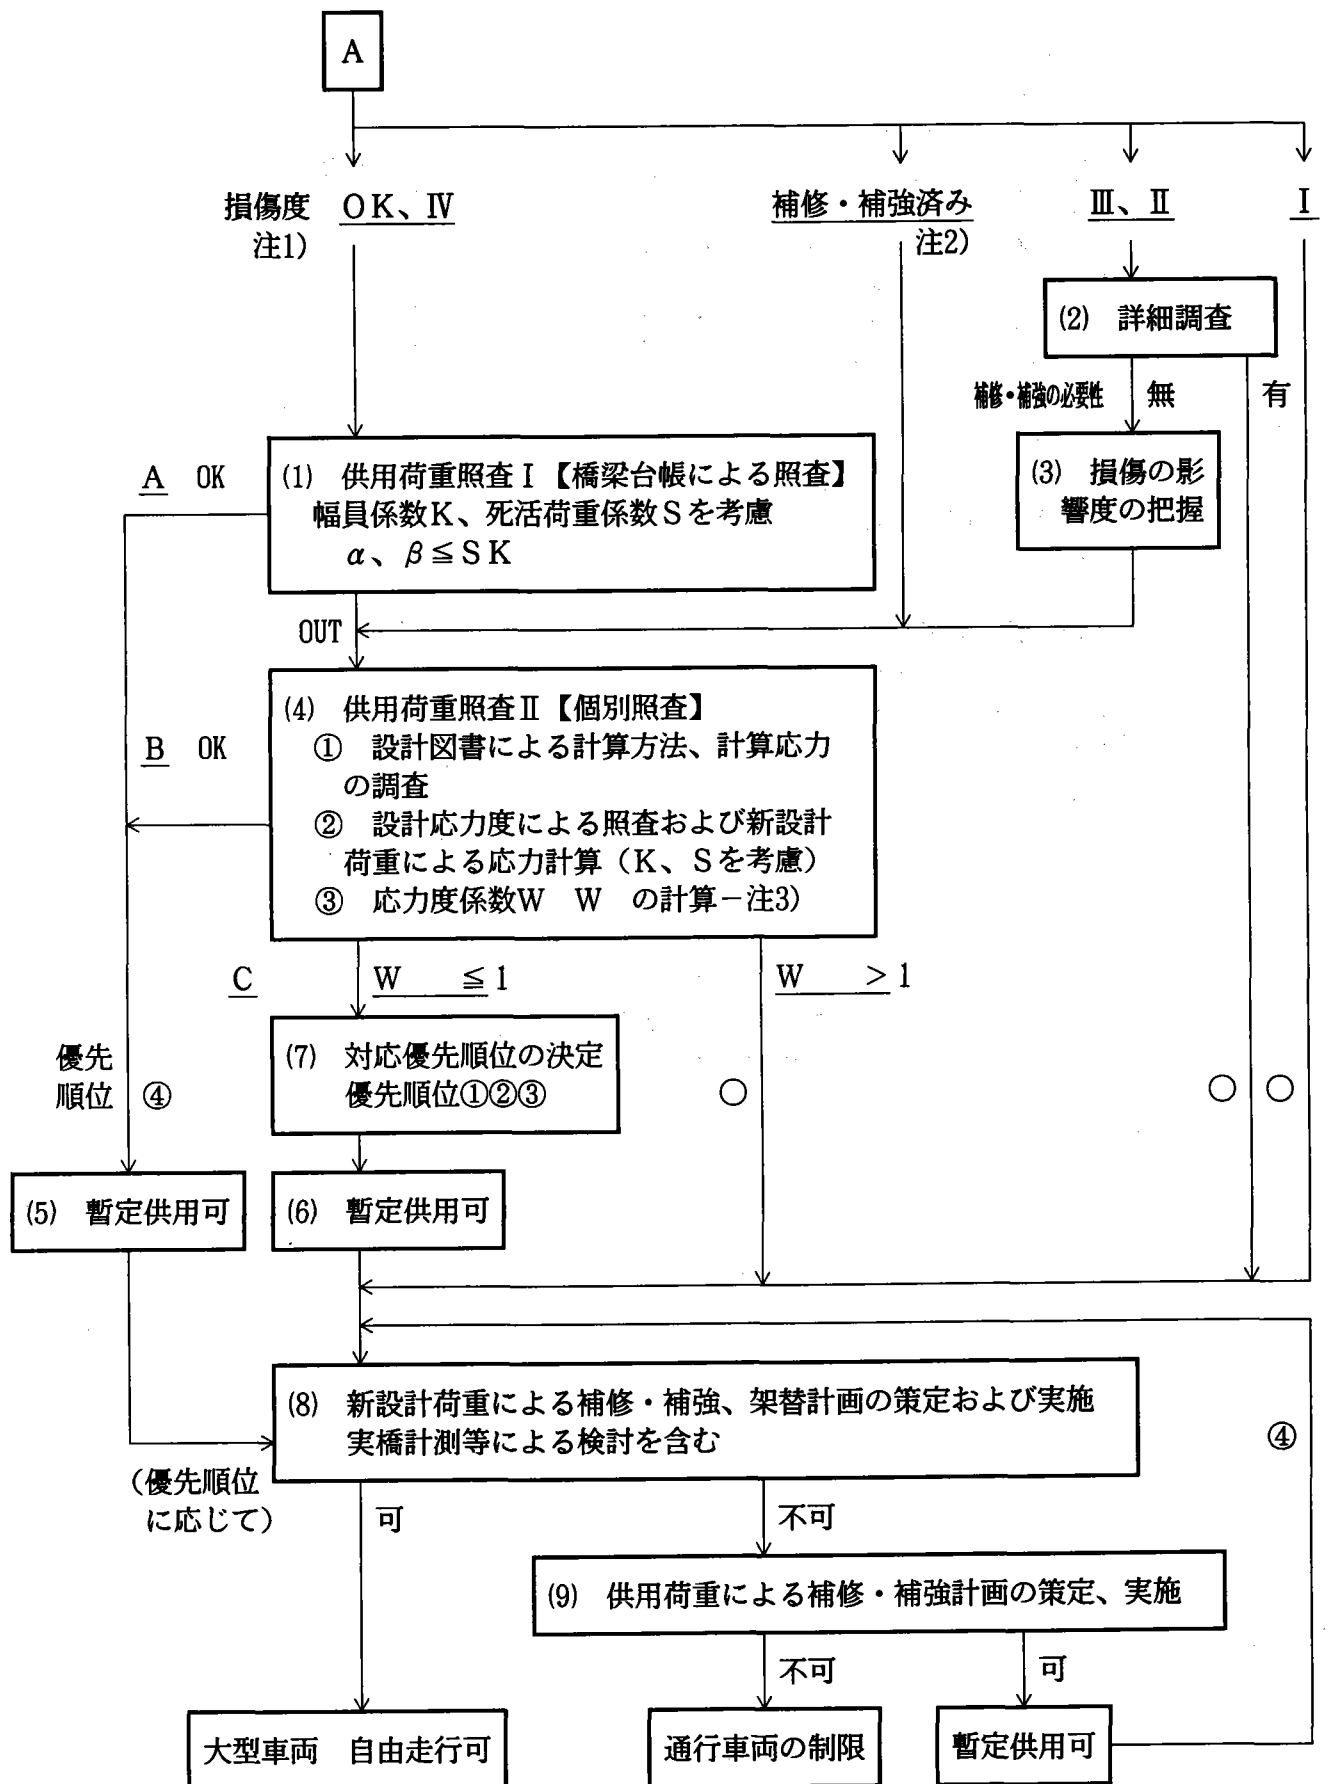 A
損傷度 OK、Ⅳ
注1)
補修・補強済み
注2)
Ⅲ、Ⅱ
Ⅰ
(2) 詳細調査
補修・補強の必要性 無
有
(3) 損傷の影
響度の把握
A OK
(1) 供用荷重照査Ⅰ【橋梁台帳による照査】
幅員係数K、死活荷重係数Sを考慮
α、β≦SK
OUT
(4) 供用荷重照査Ⅱ【個別照査】
① 設計図書による計算方法、計算応力
の調査
② 設計応力度による照査および新設計
荷重による応力計算(K、Sを考慮)
③ 応力度係数W W の計算-注3)
B OK
C
W ≦1
W >1
(7) 対応優先順位の決定
優先順位①②③
優先
順位 ④
○
○
○
(5) 暫定供用可
(6) 暫定供用可
(8) 新設計荷重による補修・補強、架替計画の策定および実施
実橋計測等による検討を含む
④
(優先順位
に応じて)
可
不可
(9) 供用荷重による補修・補強計画の策定、実施
不可
可
大型車両 自由走行可
通行車両の制限
暫定供用可